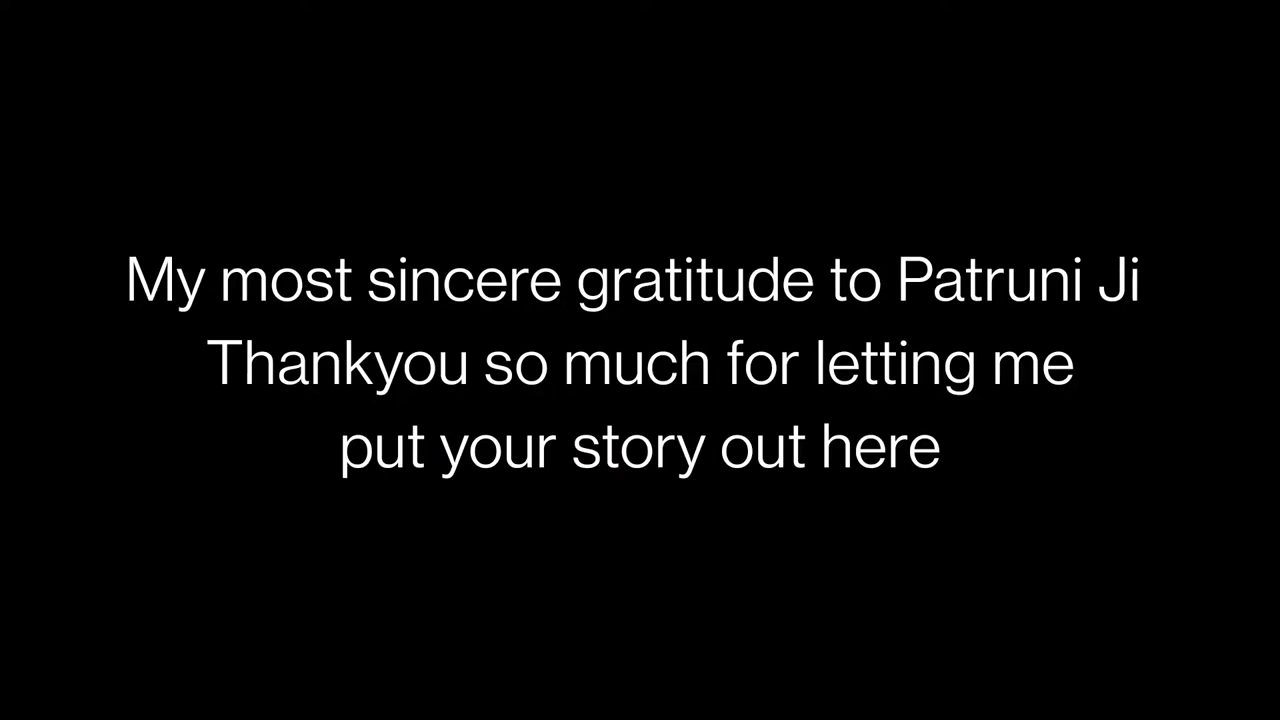 My most sincere gratitude to Patruni Ji
Thankyou so much for letting me
put your story out here